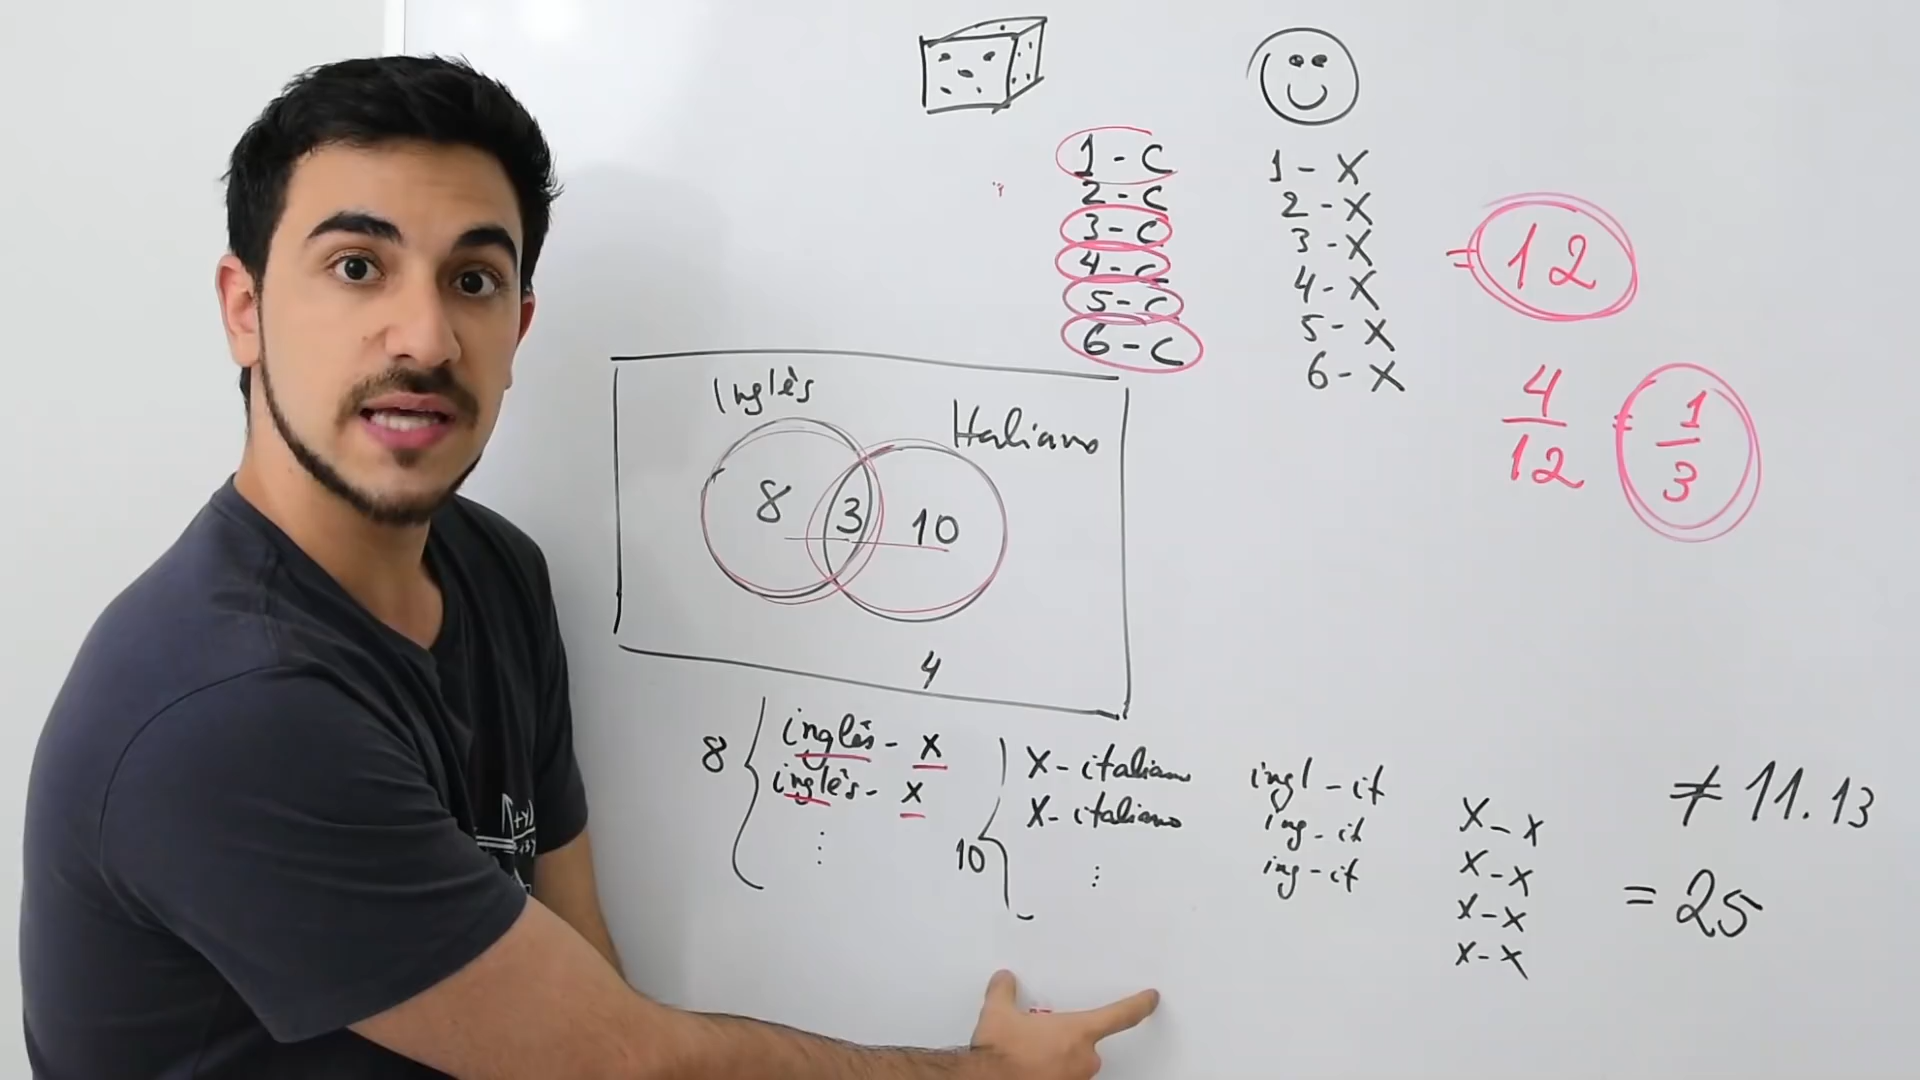 1 - C
2 - C
3 - C
4 - C
5 - C
6 - C
1 - X
2 - X
3 - X
4 - X
5 - X
6 - X
= 12
4/12 = 1/3
Inglês
Italiano
8 3 10
4
8
inglês - x
inglês - x
⋮
10
X - italiano
X - italiano
⋮
ingl - it
ing - it
ing - it
X - X
X - X
X - X
X - X
≠ 11.13
= 25